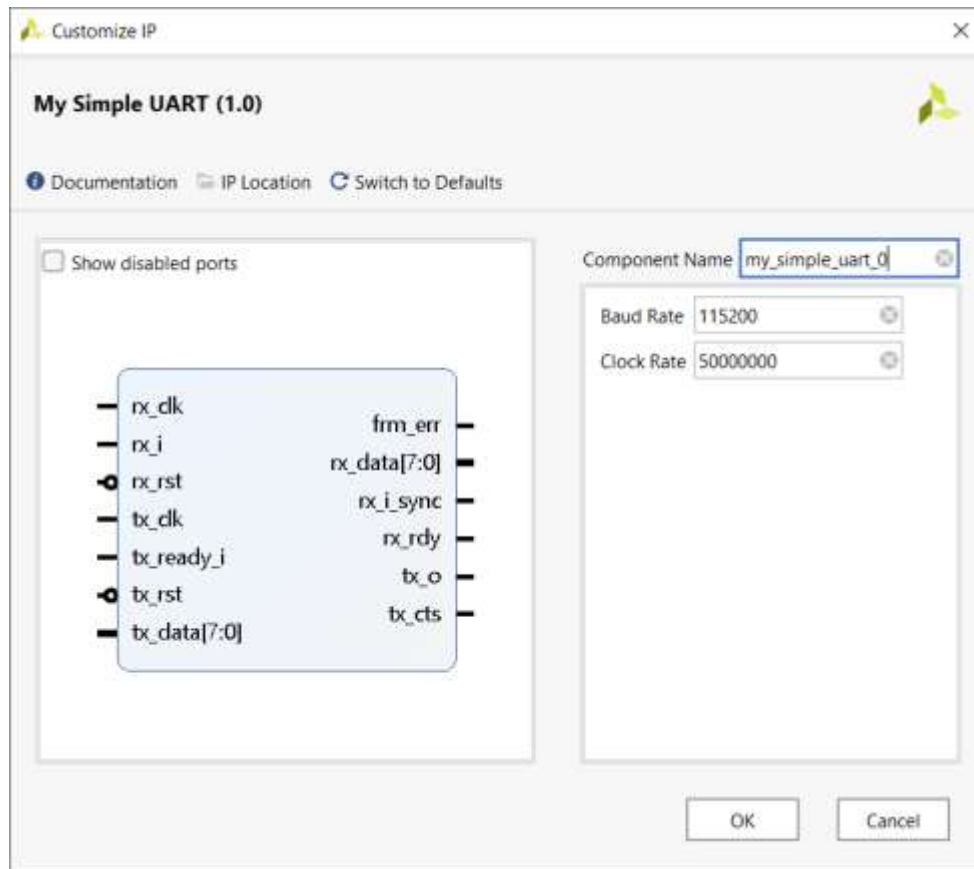 Customize IP
My Simple UART (1.0)
Documentation IP Location Switch to Defaults
Show disabled ports
rx_clk
rx_i
rx_rst
tx_clk
tx_ready_i
tx_rst
tx_data[7:0]
frm_err
rx_data[7:0]
rx_i_sync
rx_rdy
tx_o
tx_cts
Component Name my_simple_uart_0
Baud Rate 115200
Clock Rate 50000000
OK Cancel